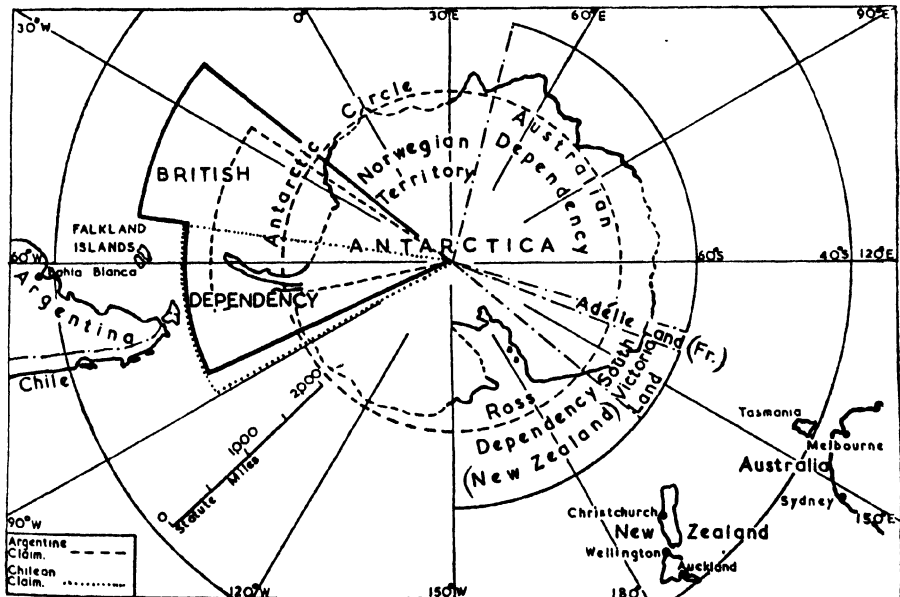 30°W
0°
30°E
60°E
90°E
Antarctic Circle
Norwegian
Territory
Australian
Dependency
BRITISH
FALKLAND
ISLANDS
ANTARCTICA
60°W
60°S
40°S
120°E
Bahia Blanca
DEPENDENCY
Argentina
Chile
Adélie Land (Fr.)
South
Victoria
Land
Ross
Dependency
(New Zealand)
2000
1000
0
Statute Miles
Tasmania
Melbourne
Australia
Sydney
150°E
Christchurch
New Zealand
Wellington
Auckland
90°W
Argentine
Claim.
Chilean
Claim.
120°W
150°W
180°